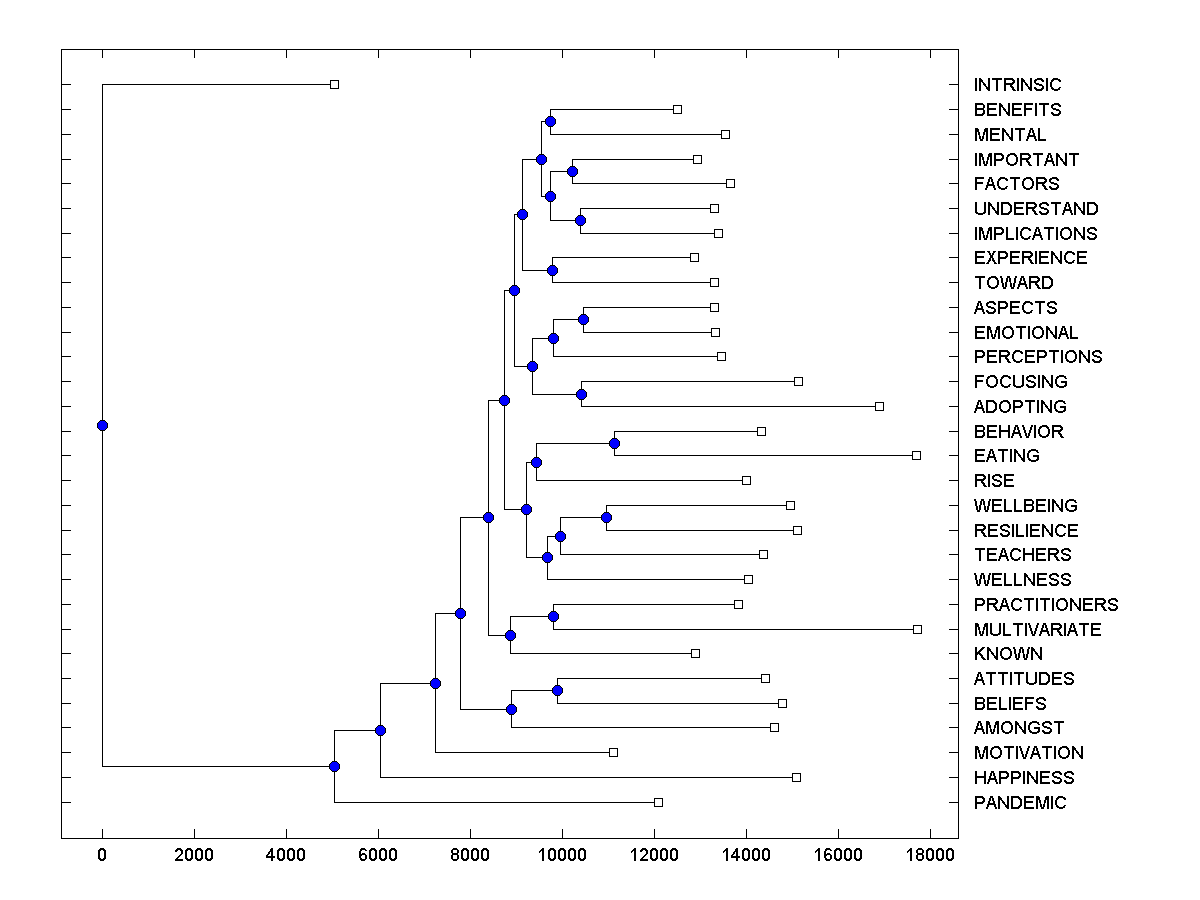 INTRINSIC
BENEFITS
MENTAL
IMPORTANT
FACTORS
UNDERSTAND
IMPLICATIONS
EXPERIENCE
TOWARD
ASPECTS
EMOTIONAL
PERCEPTIONS
FOCUSING
ADOPTING
BEHAVIOR
EATING
RISE
WELLBEING
RESILIENCE
TEACHERS
WELLNESS
PRACTITIONERS
MULTIVARIATE
KNOWN
ATTITUDES
BELIEFS
AMONGST
MOTIVATION
HAPPINESS
PANDEMIC
0 2000 4000 6000 8000 10000 12000 14000 16000 18000